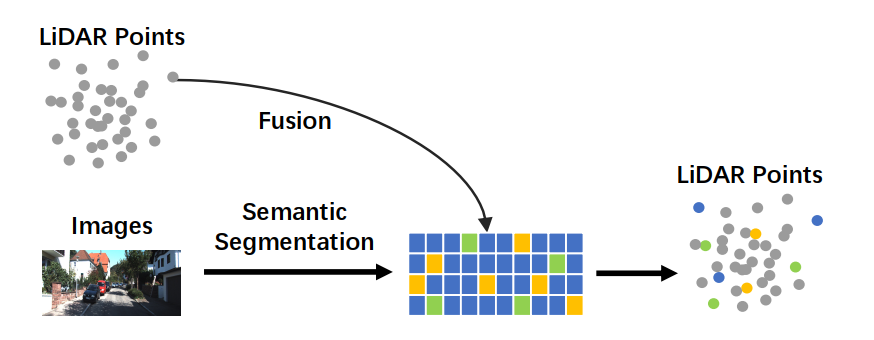 LiDAR Points
Fusion
LiDAR Points
Images
Semantic
Segmentation